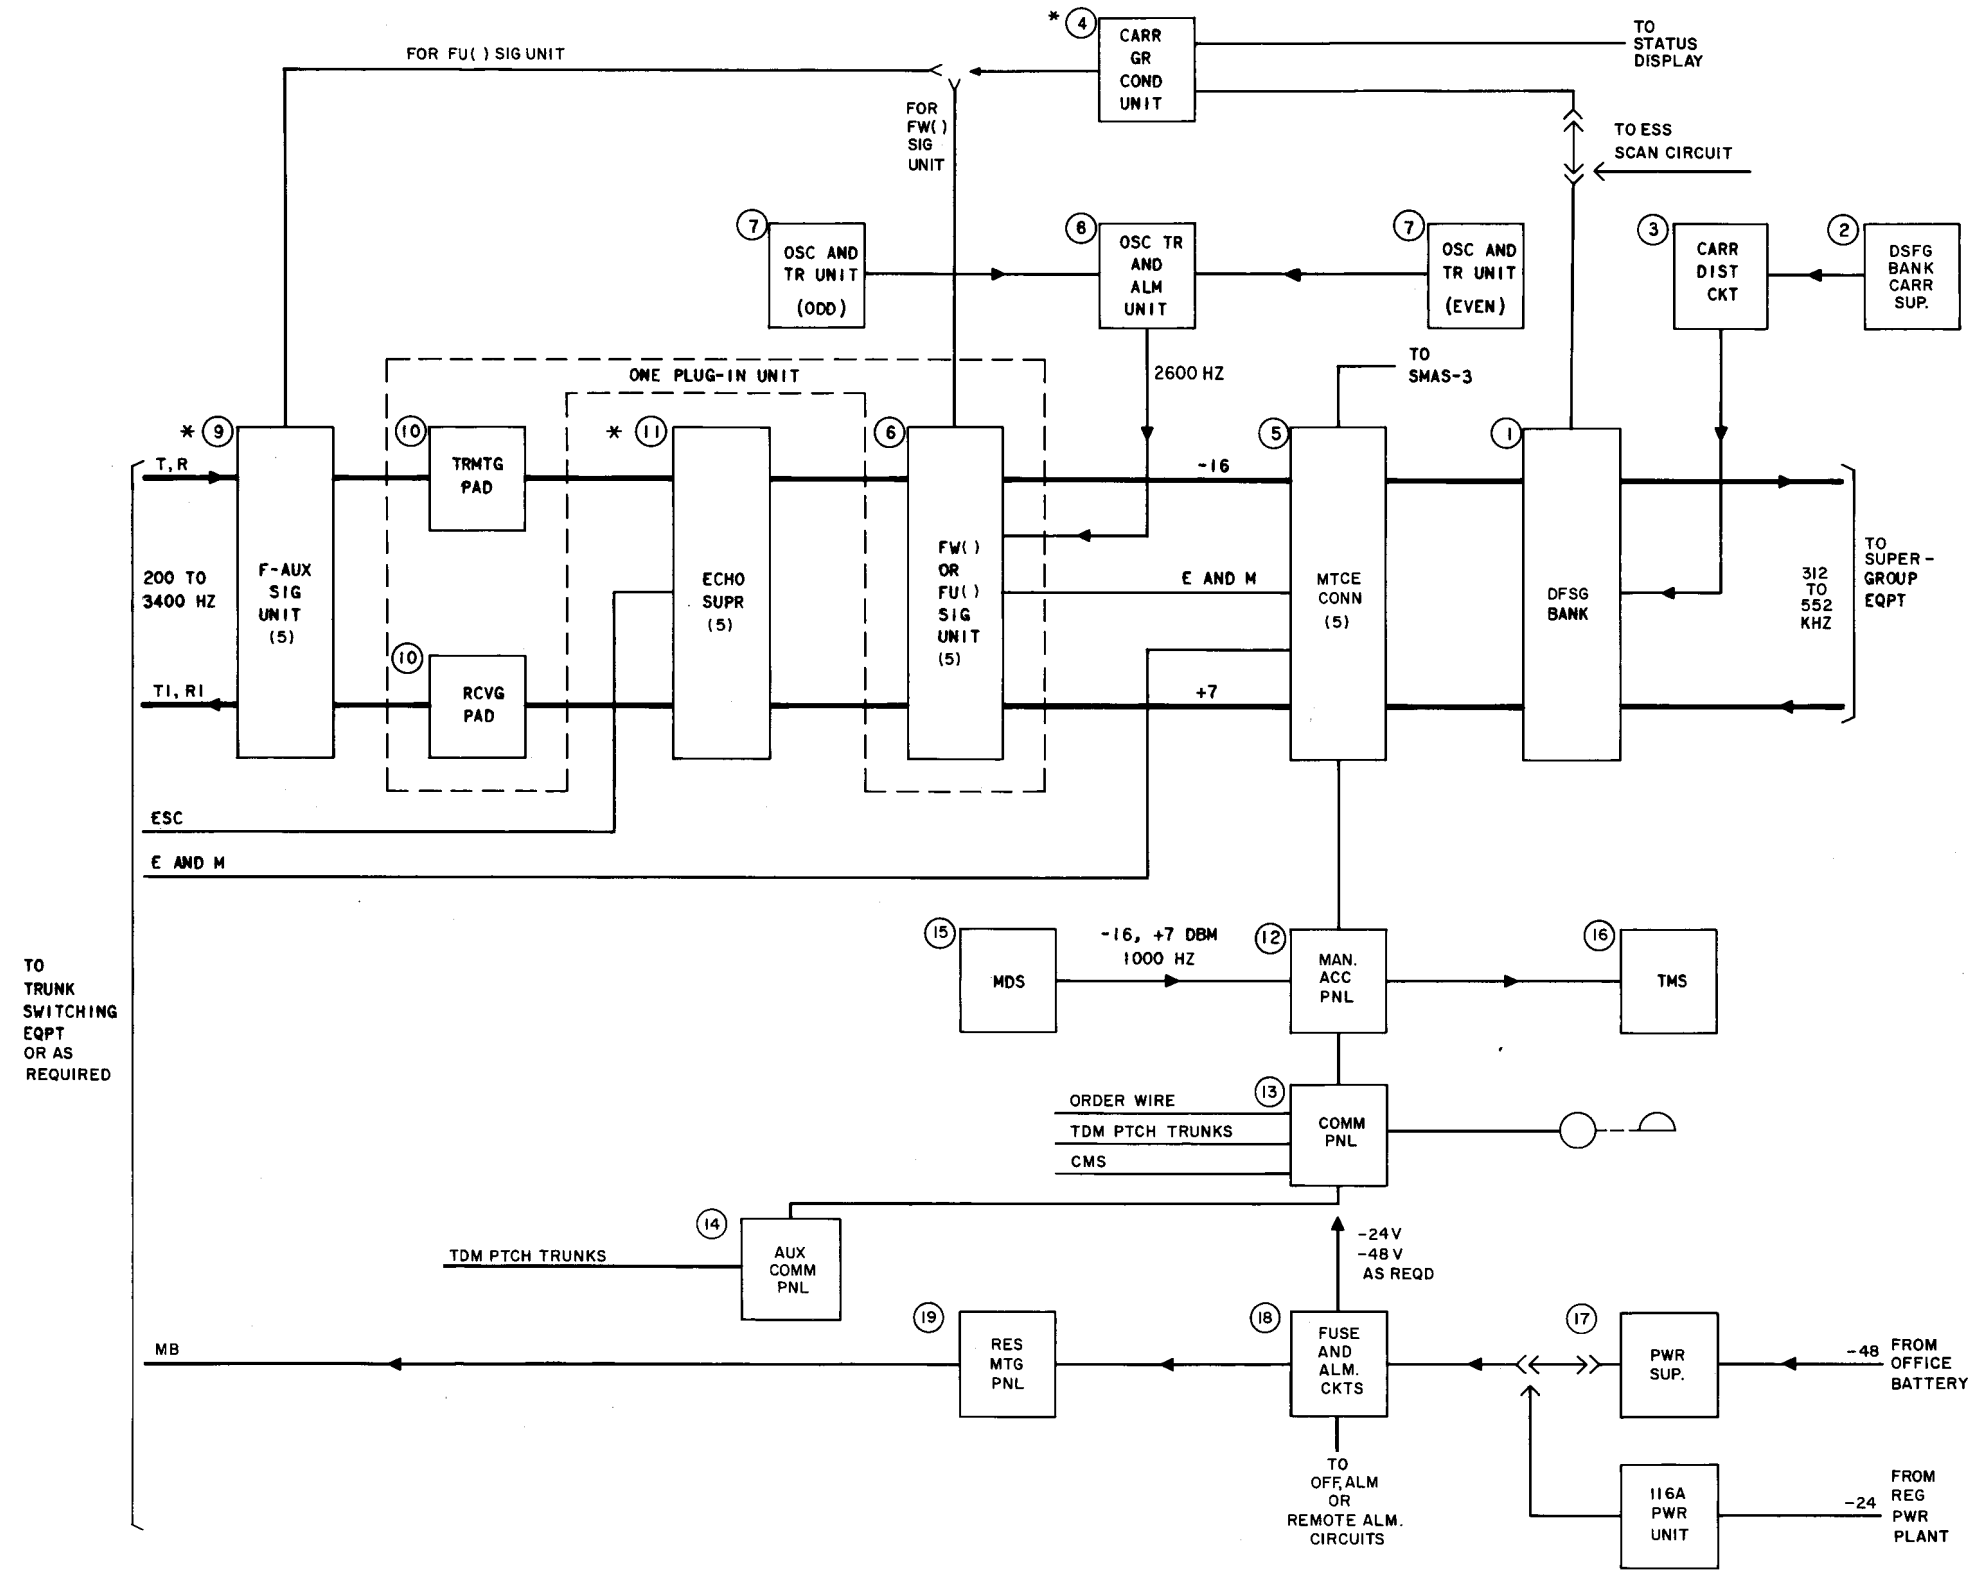 * 4
CARR
GR
COND
UNIT
TO
STATUS
DISPLAY
FOR FU( ) SIG UNIT
FOR
FW( )
SIG
UNIT
TO ESS
SCAN CIRCUIT
7
OSC AND
TR UNIT
(ODD)
8
OSC TR
AND
ALM
UNIT
7
OSC AND
TR UNIT
(EVEN)
3
CARR
DIST
CKT
2
DSFG
BANK
CARR
SUP.
2600 HZ
TO
SMAS-3
ONE PLUG-IN UNIT
* 9
F-AUX
SIG
UNIT
(5)
10
TRMTG
PAD
10
RCVG
PAD
* 11
ECHO
SUPR
(5)
6
FW( )
OR
FU( )
SIG
UNIT
(5)
5
MTCE
CONN
(5)
1
DFSG
BANK
T, R
200 TO
3400 HZ
T1, R1
-16
E AND M
+7
312
TO
552
KHZ
TO
SUPER-
GROUP
EQPT
ESC
E AND M
TO
TRUNK
SWITCHING
EQPT
OR AS
REQUIRED
15
MDS
-16, +7 DBM
1000 HZ
12
MAN.
ACC
PNL
16
TMS
13
COMM
PNL
ORDER WIRE
TDM PTCH TRUNKS
CMS
14
AUX
COMM
PNL
TDM PTCH TRUNKS
-24V
-48V
AS REQD
MB
19
RES
MTG
PNL
18
FUSE
AND
ALM.
CKTS
17
PWR
SUP.
-48
FROM
OFFICE
BATTERY
TO
OFF, ALM
OR
REMOTE ALM.
CIRCUITS
116A
PWR
UNIT
-24
FROM
REG
PWR
PLANT